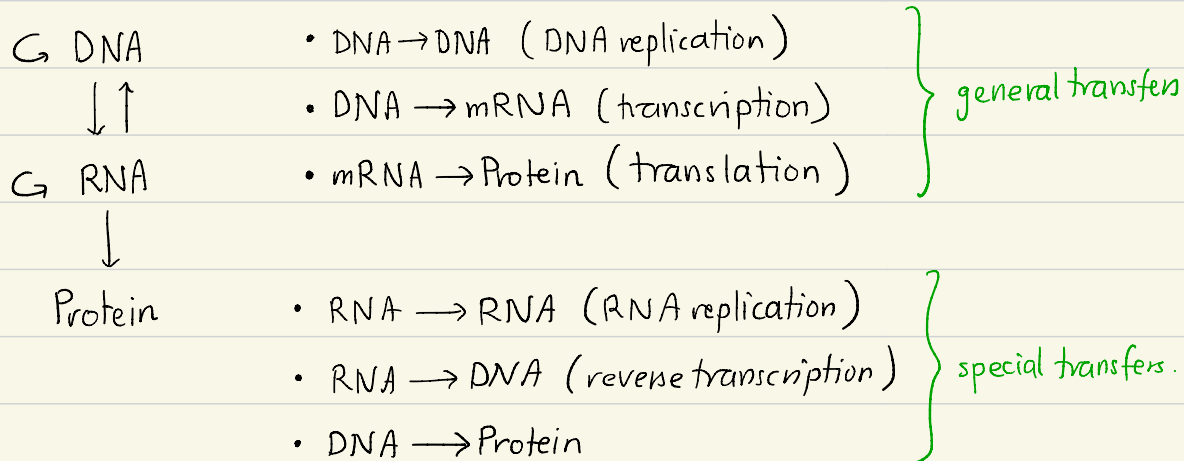 DNA
RNA
Protein
• DNA → DNA (DNA replication)
• DNA → mRNA (transcription)
• mRNA → Protein (translation)
general transfers
• RNA → RNA (RNA replication)
• RNA → DNA (reverse transcription)
• DNA → Protein
special transfers.